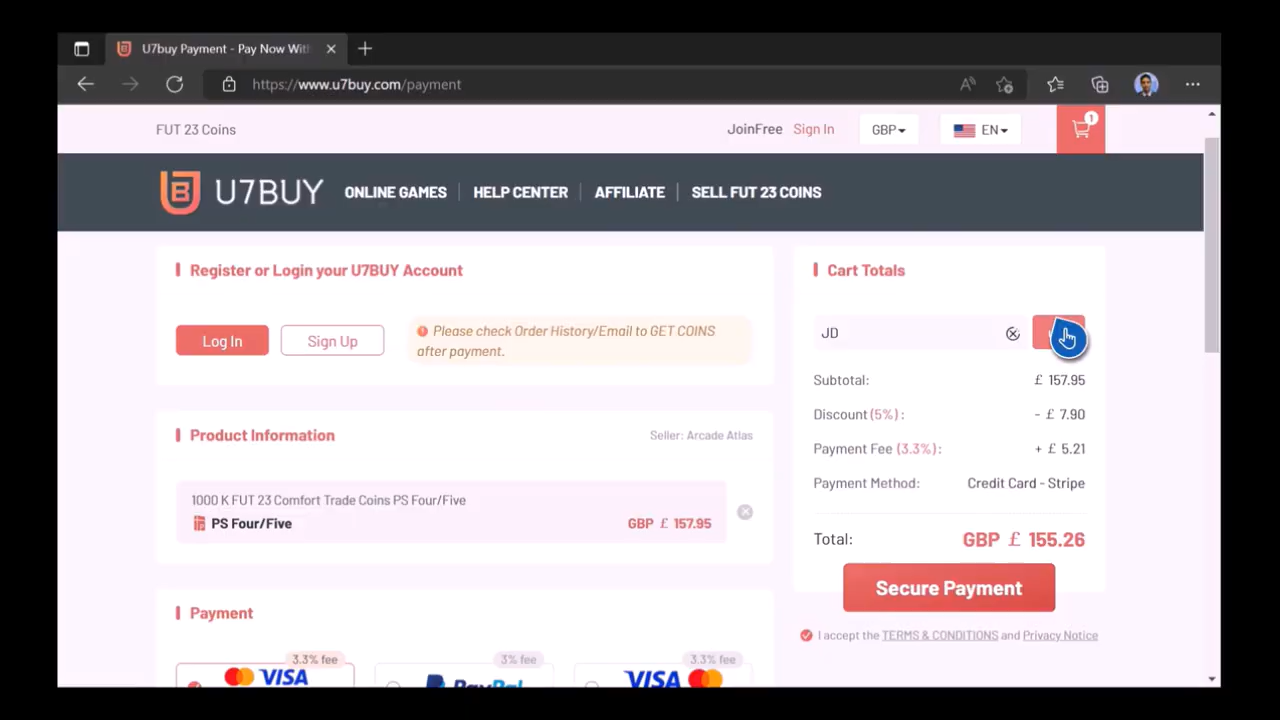 U7buy Payment - Pay Now With
https://www.u7buy.com/payment
FUT 23 Coins
JoinFree Sign In
GBP
EN
1
U7BUY
ONLINE GAMES
HELP CENTER
AFFILIATE
SELL FUT 23 COINS
Register or Login your U7BUY Account
Log In
Sign Up
Please check Order History/Email to GET COINS
after payment.
Product Information
Seller: Arcade Atlas
1000 K FUT 23 Comfort Trade Coins PS Four/Five
PS Four/Five
GBP £ 157.95
Payment
3.3% fee
VISA
3% fee
PayPal
3.3% fee
VISA
Cart Totals
JD
Subtotal: £ 157.95
Discount (5%) : - £ 7.90
Payment Fee (3.3%) : + £ 5.21
Payment Method: Credit Card - Stripe
Total: GBP £ 155.26
Secure Payment
I accept the TERMS & CONDITIONS and Privacy Notice